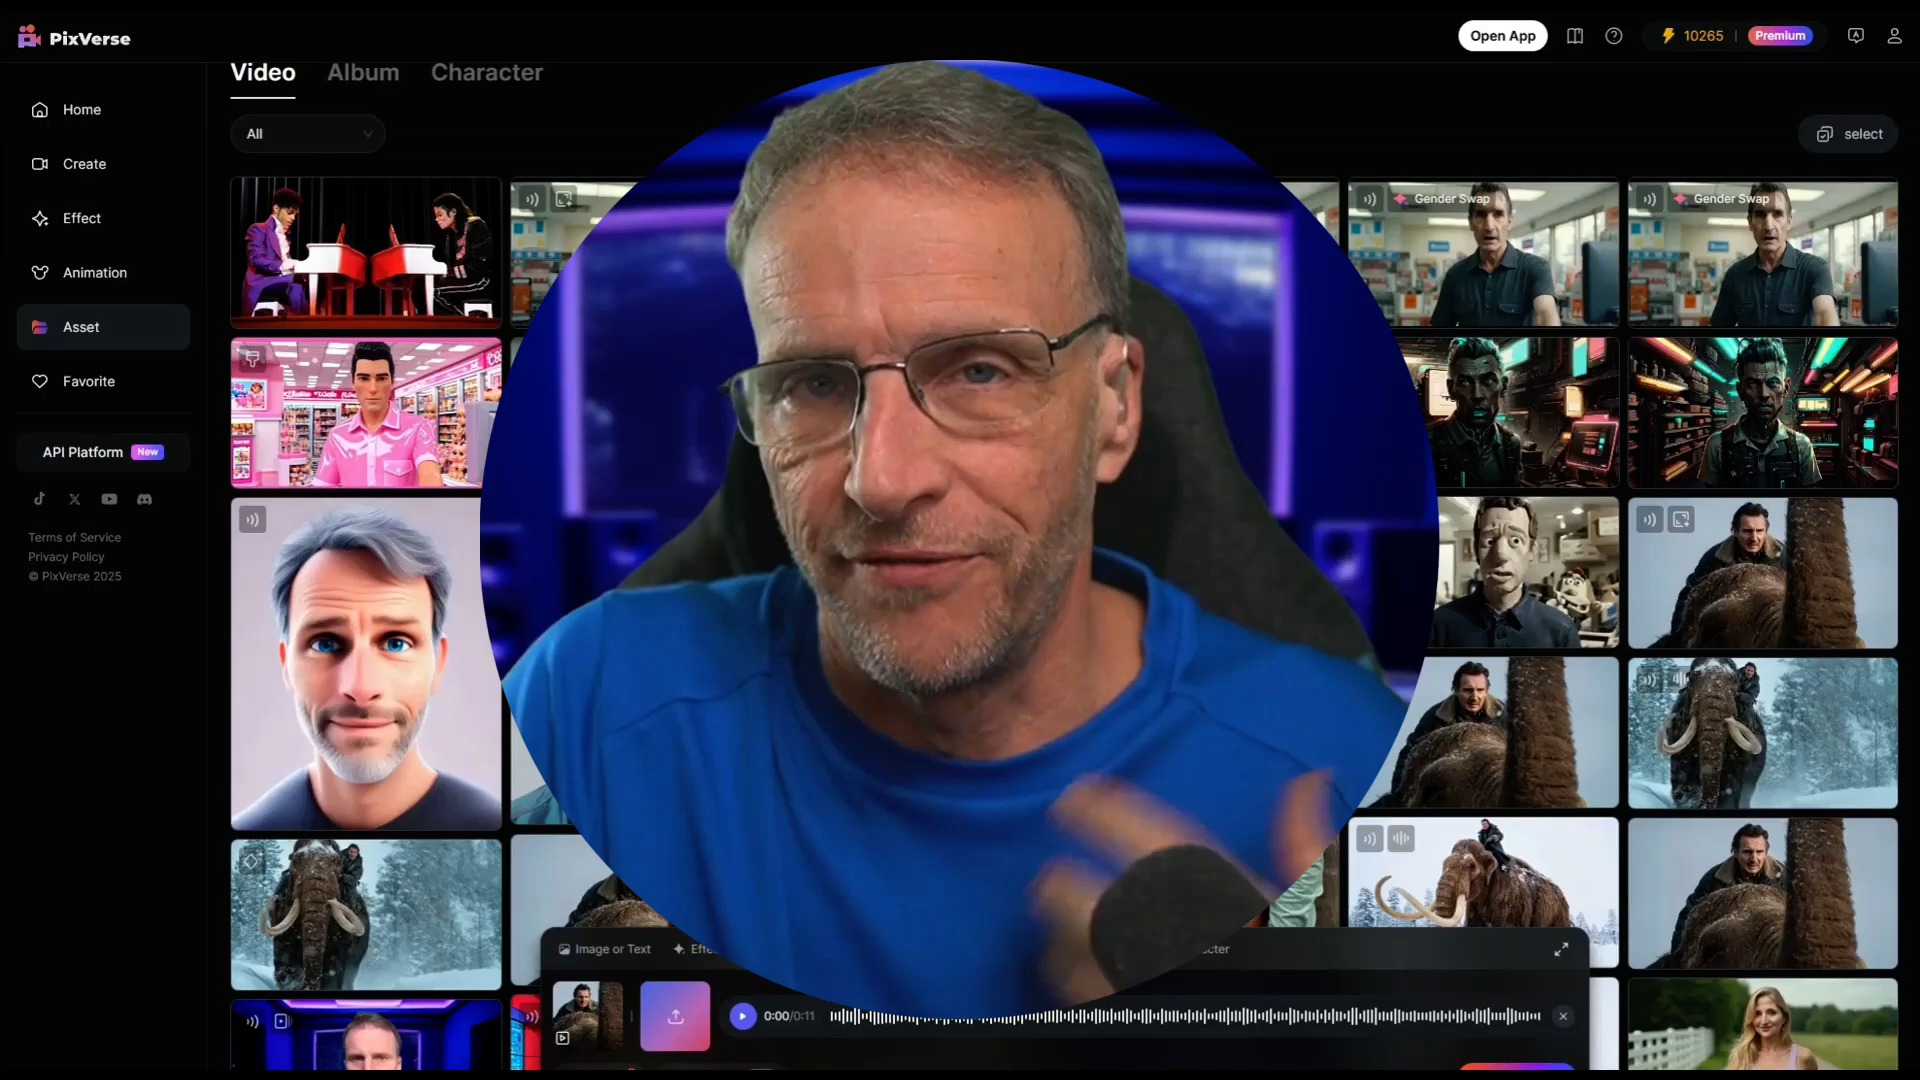 PixVerse
Open App
10265
Premium
Home
Create
Effect
Animation
Asset
Favorite
API Platform New
Terms of Service
Privacy Policy
© PixVerse 2025
Video Album Character
All
select
Gender Swap
Gender Swap
Image or Text
0:00/0:11